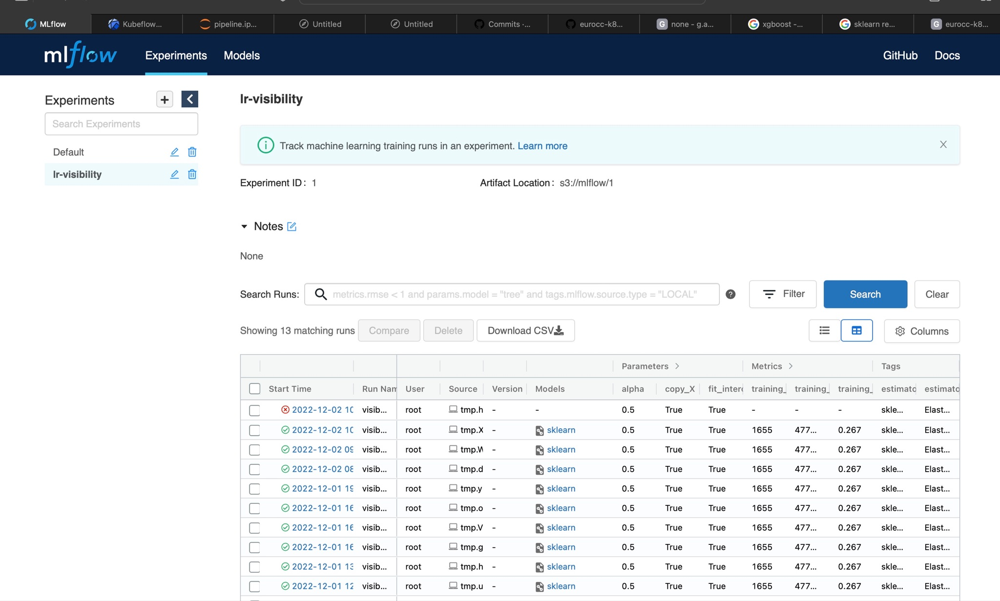 MLflow
Kubeflow...
pipeline.ip...
Untitled
Untitled
Commits ·...
eurocc-k8...
G none - g.a...
xgboost -...
sklearn re...
G eurocc-k8...
mlflow
Experiments
Models
GitHub
Docs
Experiments
+
Search Experiments
Default
lr-visibility
lr-visibility
Track machine learning training runs in an experiment. Learn more
Experiment ID: 1
Artifact Location: s3://mlflow/1
Notes
None
Search Runs: metrics.rmse < 1 and params.model = "tree" and tags.mlflow.source.type = "LOCAL"
?
Filter
Search
Clear
Showing 13 matching runs
Compare
Delete
Download CSV
Columns
Parameters > Metrics > Tags
Start Time Run Nam User Source Version Models alpha copy_X fit_interc training_ training_ training_ estimato estimato
2022-12-02 10 visib... root tmp.h - - 0.5 True True - - - skle... Elast...
2022-12-02 10 visib... root tmp.X - sklearn 0.5 True True 1655 477... 0.267 skle... Elast...
2022-12-02 09 visib... root tmp.W - sklearn 0.5 True True 1655 477... 0.267 skle... Elast...
2022-12-02 08 visib... root tmp.d - sklearn 0.5 True True 1655 477... 0.267 skle... Elast...
2022-12-01 19 visib... root tmp.y - sklearn 0.5 True True 1655 477... 0.267 skle... Elast...
2022-12-01 16 visib... root tmp.o - sklearn 0.5 True True 1655 477... 0.267 skle... Elast...
2022-12-01 16 visib... root tmp.V - sklearn 0.5 True True 1655 477... 0.267 skle... Elast...
2022-12-01 16 visib... root tmp.g - sklearn 0.5 True True 1655 477... 0.267 skle... Elast...
2022-12-01 13 visib... root tmp.h - sklearn 0.5 True True 1655 477... 0.267 skle... Elast...
2022-12-01 12 visib... root tmp.u - sklearn 0.5 True True 1655 477... 0.267 skle... Elast...